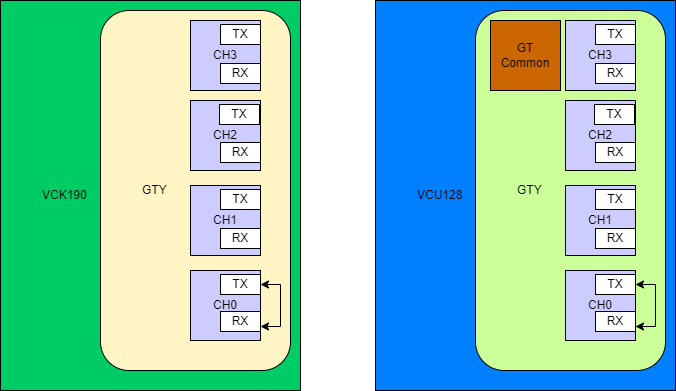 VCK190
GTY
TX
CH3
RX
TX
CH2
RX
TX
CH1
RX
TX
CH0
RX
VCU128
GTY
GT
Common
TX
CH3
RX
TX
CH2
RX
TX
CH1
RX
TX
CH0
RX